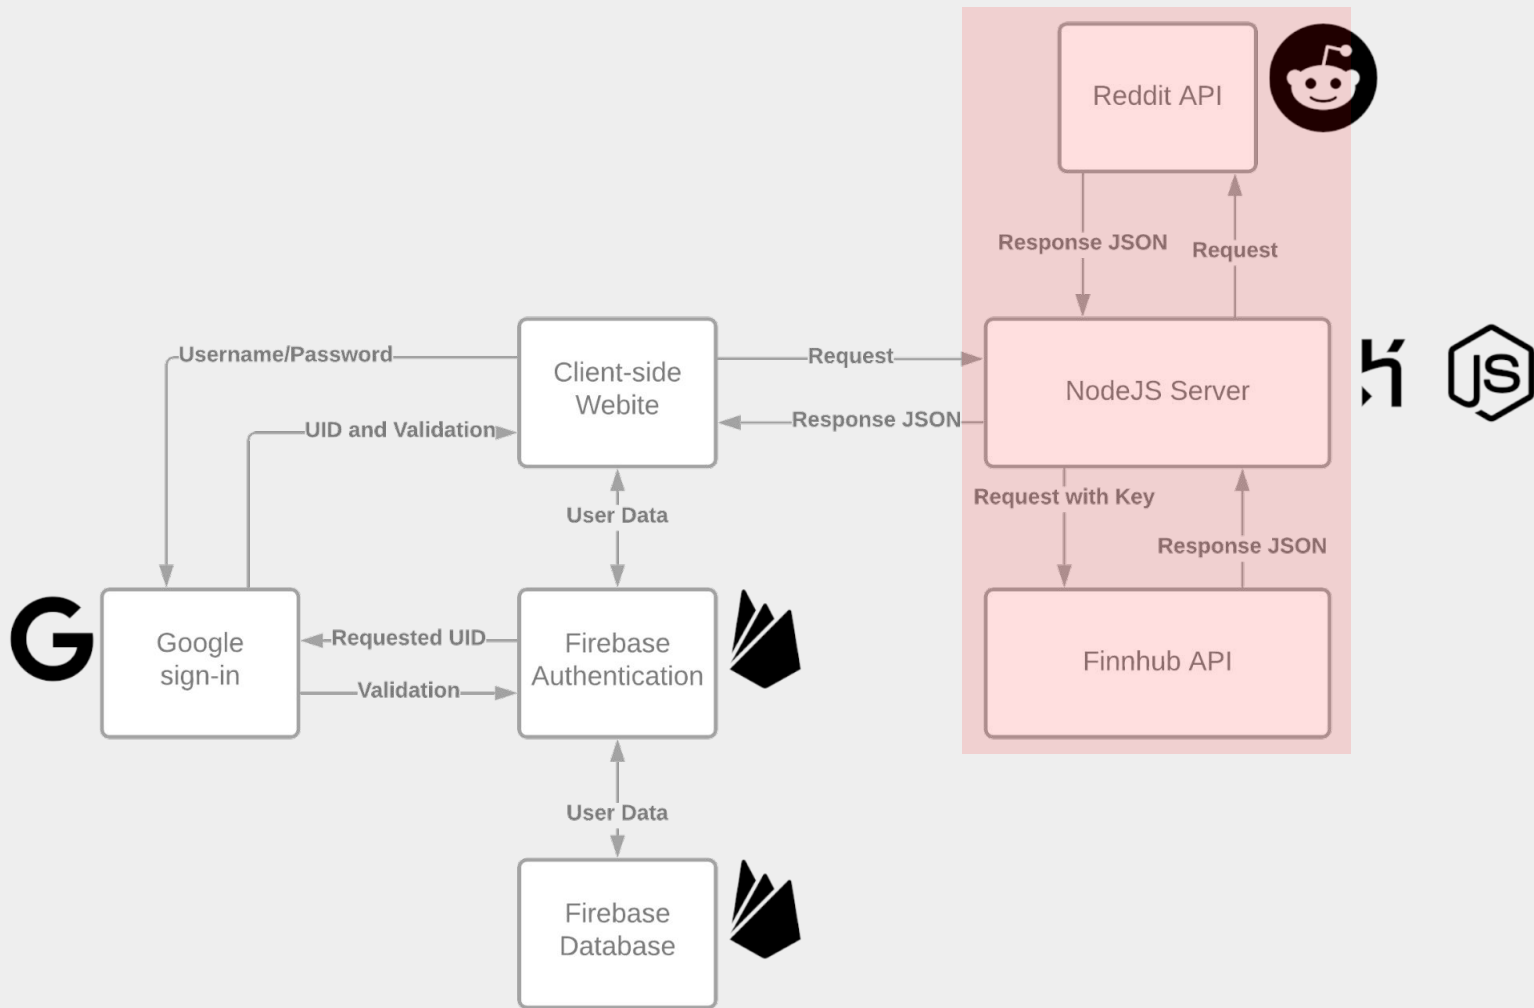 Reddit API
Response JSON
Request
Username/Password
Client-side
Webite
Request
NodeJS Server
JS
UID and Validation
Response JSON
Request with Key
User Data
Response JSON
Google
sign-in
Requested UID
Validation
Firebase
Authentication
Finnhub API
User Data
Firebase
Database